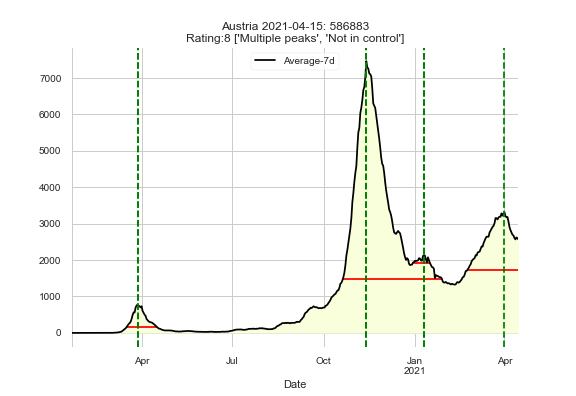 Austria 2021-04-15: 586883
Rating:8 ['Multiple peaks', 'Not in control']
Average-7d
7000
6000
5000
4000
3000
2000
1000
0
Apr
Jul
Oct
Jan
2021
Apr
Date